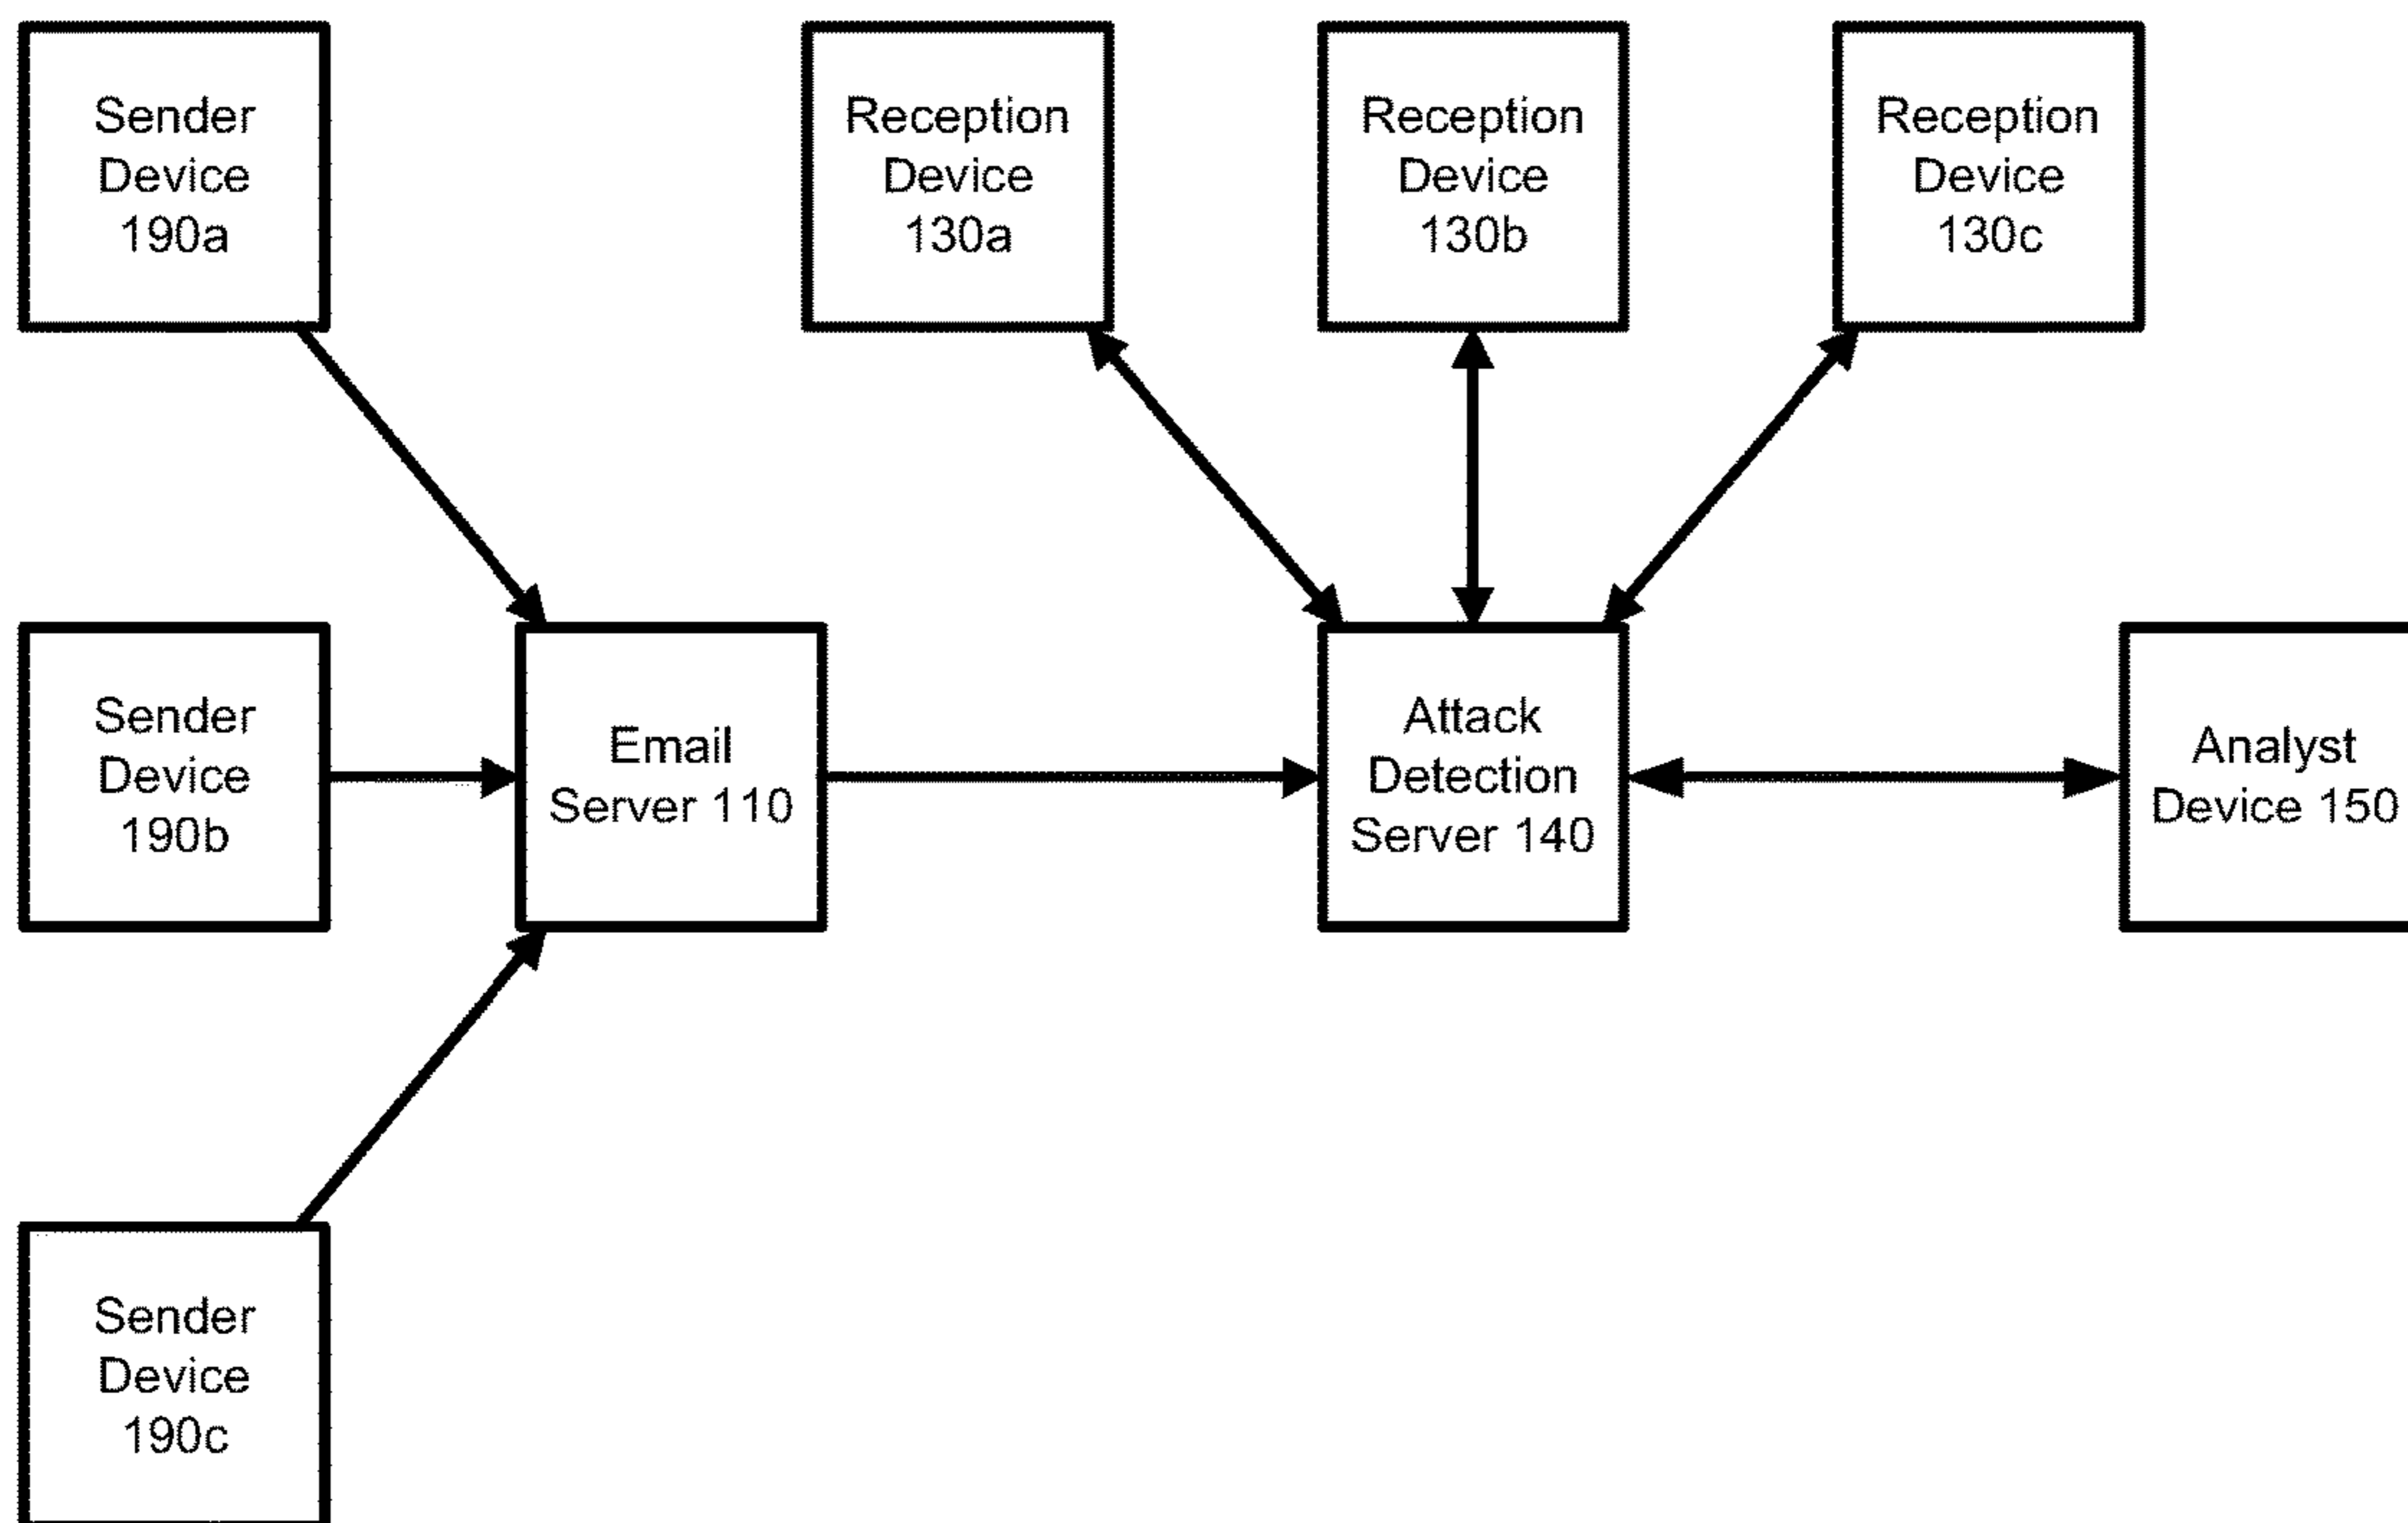 Sender
Device
190a
Reception
Device
130a
Reception
Device
130b
Reception
Device
130c
Sender
Device
190b
Email
Server 110
Attack
Detection
Server 140
Analyst
Device 150
Sender
Device
190c